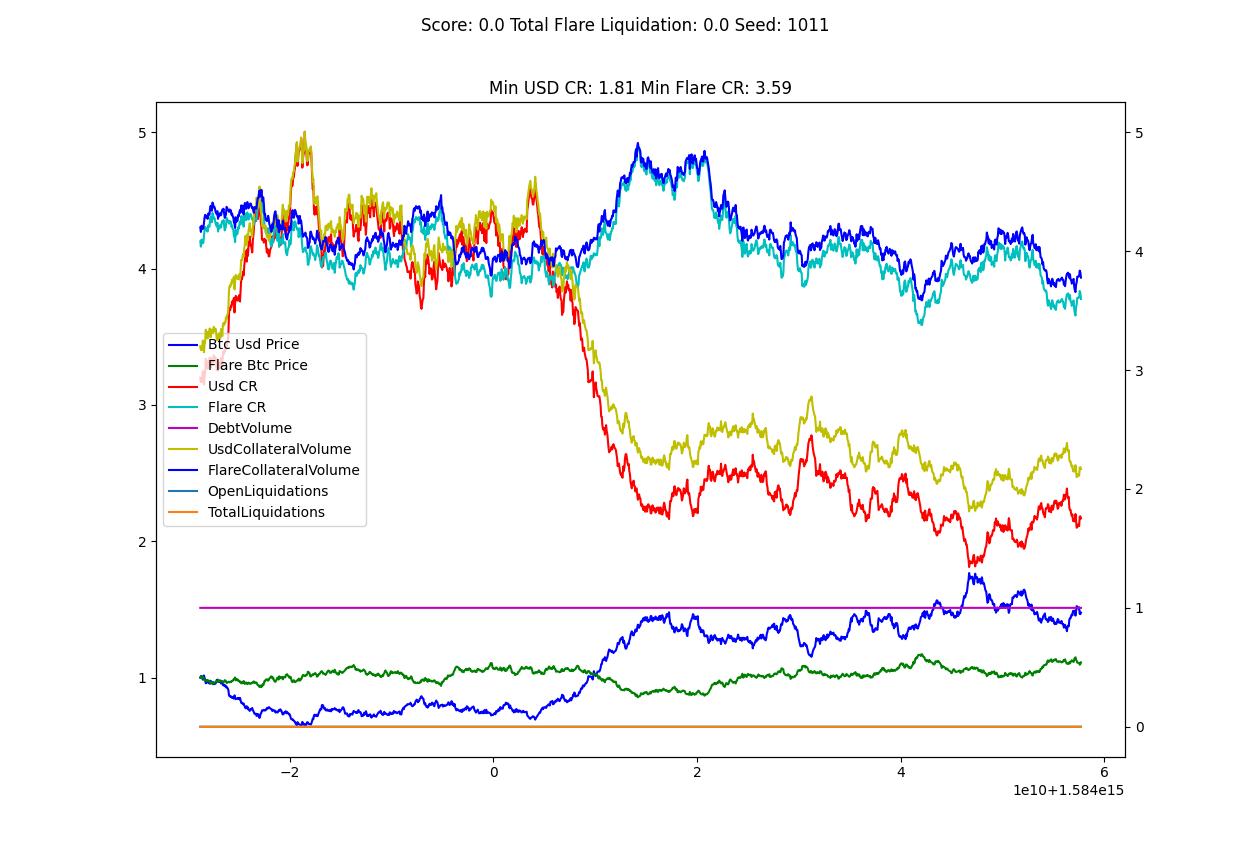 Score: 0.0 Total Flare Liquidation: 0.0 Seed: 1011
Min USD CR: 1.81 Min Flare CR: 3.59
5
4
3
2
1
5
4
3
2
1
0
Btc Usd Price
Flare Btc Price
Usd CR
Flare CR
DebtVolume
UsdCollateralVolume
FlareCollateralVolume
OpenLiquidations
TotalLiquidations
−2 0 2 4 6
1e10+1.584e15